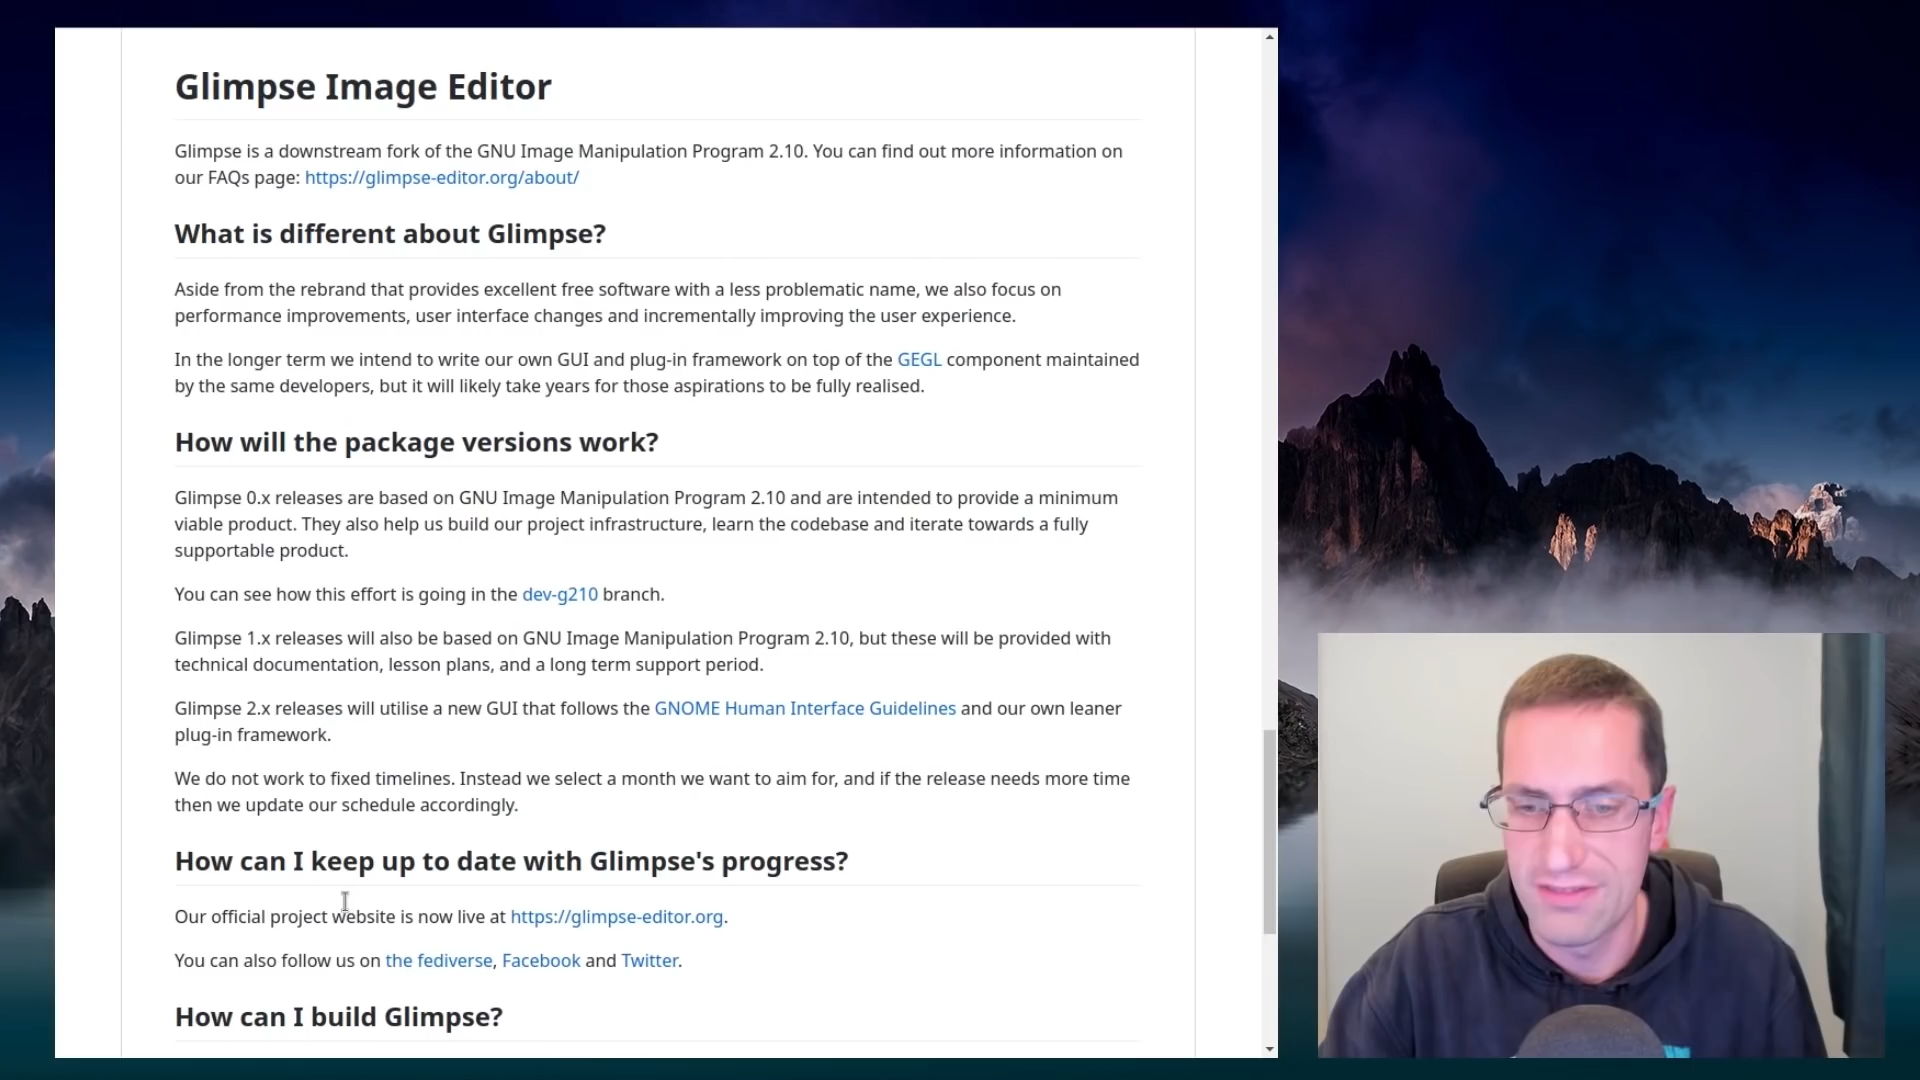 Glimpse Image Editor
Glimpse is a downstream fork of the GNU Image Manipulation Program 2.10. You can find out more information on
our FAQs page: https://glimpse-editor.org/about/
What is different about Glimpse?
Aside from the rebrand that provides excellent free software with a less problematic name, we also focus on
performance improvements, user interface changes and incrementally improving the user experience.
In the longer term we intend to write our own GUI and plug-in framework on top of the GEGL component maintained
by the same developers, but it will likely take years for those aspirations to be fully realised.
How will the package versions work?
Glimpse 0.x releases are based on GNU Image Manipulation Program 2.10 and are intended to provide a minimum
viable product. They also help us build our project infrastructure, learn the codebase and iterate towards a fully
supportable product.
You can see how this effort is going in the dev-g210 branch.
Glimpse 1.x releases will also be based on GNU Image Manipulation Program 2.10, but these will be provided with
technical documentation, lesson plans, and a long term support period.
Glimpse 2.x releases will utilise a new GUI that follows the GNOME Human Interface Guidelines and our own leaner
plug-in framework.
We do not work to fixed timelines. Instead we select a month we want to aim for, and if the release needs more time
then we update our schedule accordingly.
How can I keep up to date with Glimpse's progress?
Our official project website is now live at https://glimpse-editor.org.
You can also follow us on the fediverse, Facebook and Twitter.
How can I build Glimpse?